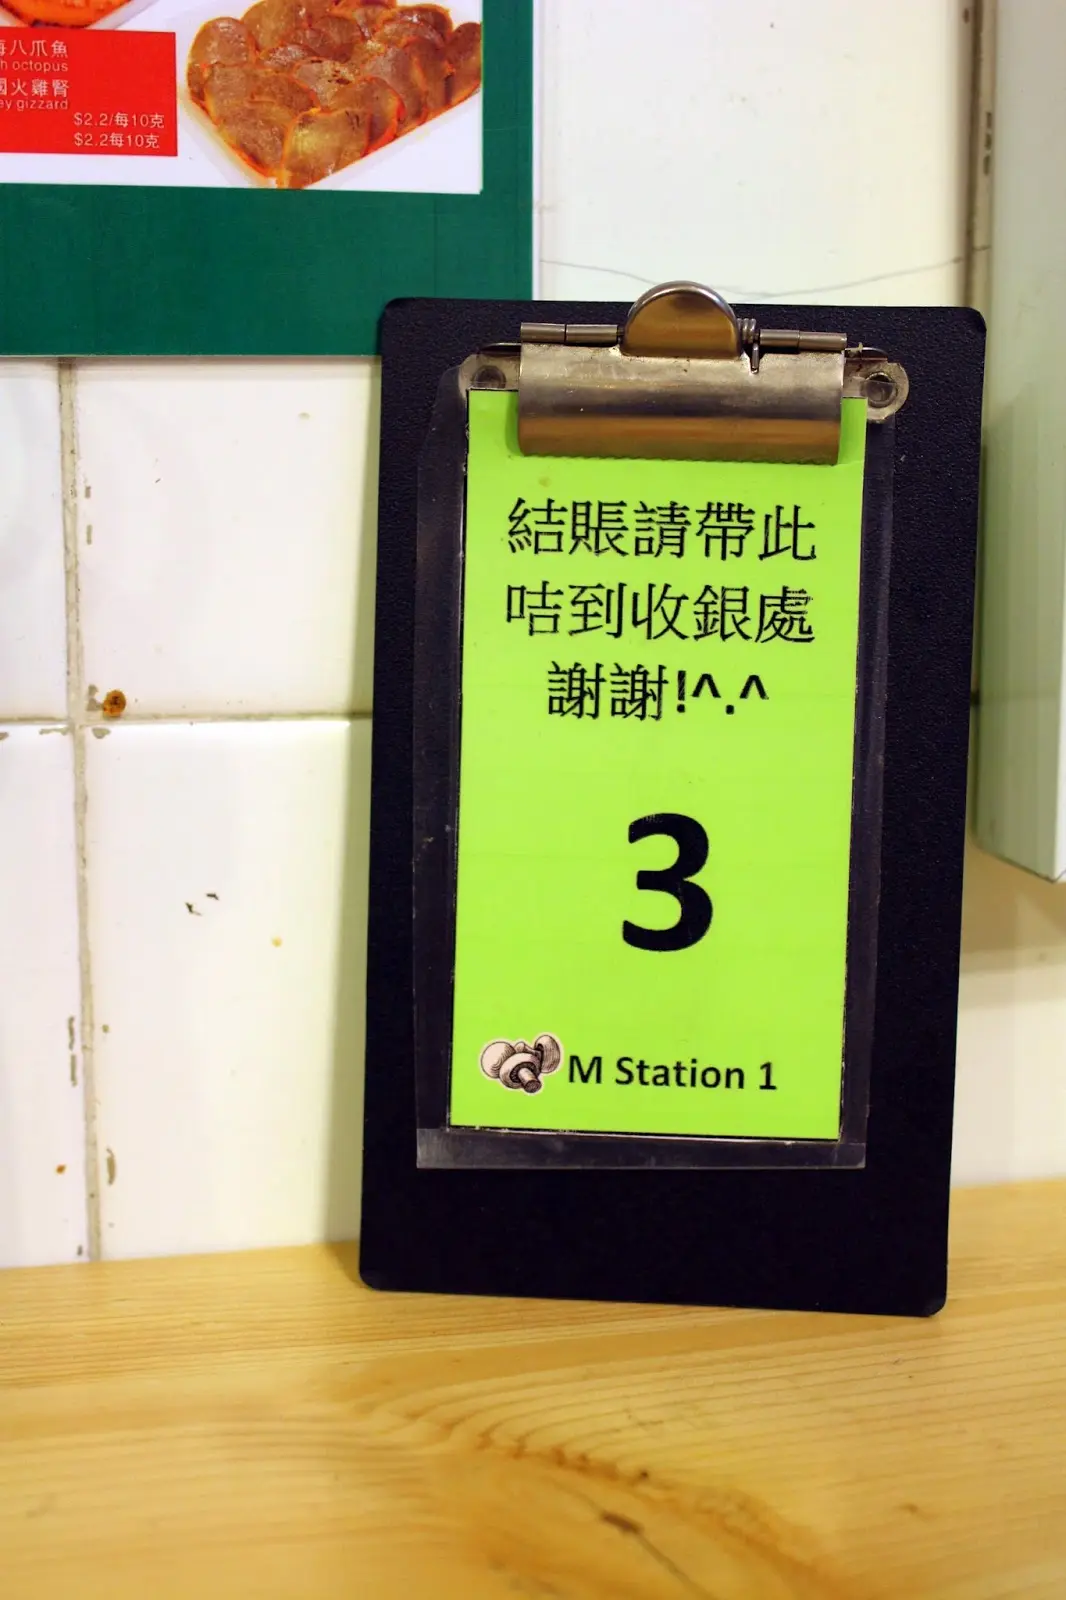 八爪魚
octopus
火雞腎
gizzard
$2.2/每10克
$2.2每10克
結賬請帶此
咭到收銀處
謝謝!^.^
3
M Station 1